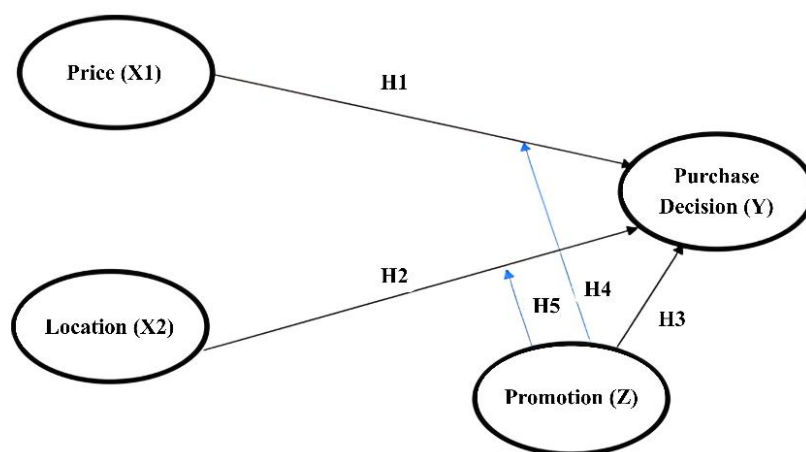 Price (X1)
H1
Purchase
Decision (Y)
H2
Location (X2)
H5
H4
H3
Promotion (Z)